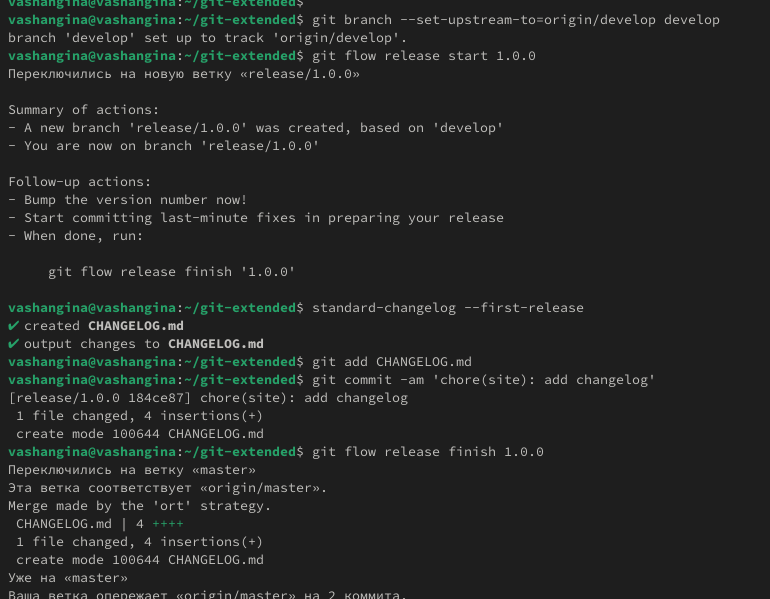 vashangina@vashangina:~/git-extended$
vashangina@vashangina:~/git-extended$ git branch --set-upstream-to=origin/develop develop
branch 'develop' set up to track 'origin/develop'.
vashangina@vashangina:~/git-extended$ git flow release start 1.0.0
Переключились на новую ветку «release/1.0.0»
Summary of actions:
- A new branch 'release/1.0.0' was created, based on 'develop'
- You are now on branch 'release/1.0.0'
Follow-up actions:
- Bump the version number now!
- Start committing last-minute fixes in preparing your release
- When done, run:
git flow release finish '1.0.0'
vashangina@vashangina:~/git-extended$ standard-changelog --first-release
✔ created CHANGELOG.md
✔ output changes to CHANGELOG.md
vashangina@vashangina:~/git-extended$ git add CHANGELOG.md
vashangina@vashangina:~/git-extended$ git commit -am 'chore(site): add changelog'
[release/1.0.0 184ce87] chore(site): add changelog
1 file changed, 4 insertions(+)
create mode 100644 CHANGELOG.md
vashangina@vashangina:~/git-extended$ git flow release finish 1.0.0
Переключились на ветку «master»
Эта ветка соответствует «origin/master».
Merge made by the 'ort' strategy.
CHANGELOG.md | 4 ++++
1 file changed, 4 insertions(+)
create mode 100644 CHANGELOG.md
Уже на «master»
Ваша ветка опережает «origin/master» на 2 коммита.